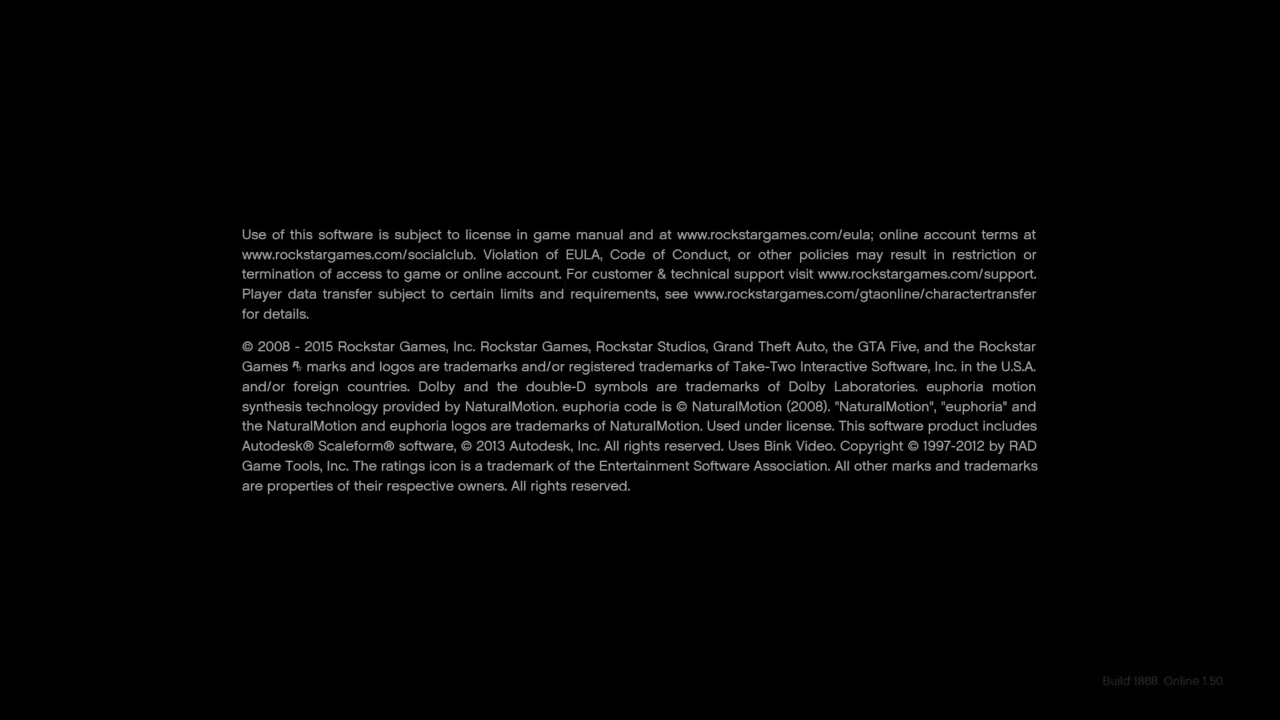 Use of this software is subject to license in game manual and at www.rockstargames.com/eula; online account terms at
www.rockstargames.com/socialclub. Violation of EULA, Code of Conduct, or other policies may result in restriction or
termination of access to game or online account. For customer & technical support visit www.rockstargames.com/support.
Player data transfer subject to certain limits and requirements, see www.rockstargames.com/gtaonline/charactertransfer
for details.
© 2008 - 2015 Rockstar Games, Inc. Rockstar Games, Rockstar Studios, Grand Theft Auto, the GTA Five, and the Rockstar
Games R* marks and logos are trademarks and/or registered trademarks of Take-Two Interactive Software, Inc. in the U.S.A.
and/or foreign countries. Dolby and the double-D symbols are trademarks of Dolby Laboratories. euphoria motion
synthesis technology provided by NaturalMotion. euphoria code is © NaturalMotion (2008). "NaturalMotion", "euphoria" and
the NaturalMotion and euphoria logos are trademarks of NaturalMotion. Used under license. This software product includes
Autodesk® Scaleform® software, © 2013 Autodesk, Inc. All rights reserved. Uses Bink Video. Copyright © 1997-2012 by RAD
Game Tools, Inc. The ratings icon is a trademark of the Entertainment Software Association. All other marks and trademarks
are properties of their respective owners. All rights reserved.
Build 1868. Online 1.50.